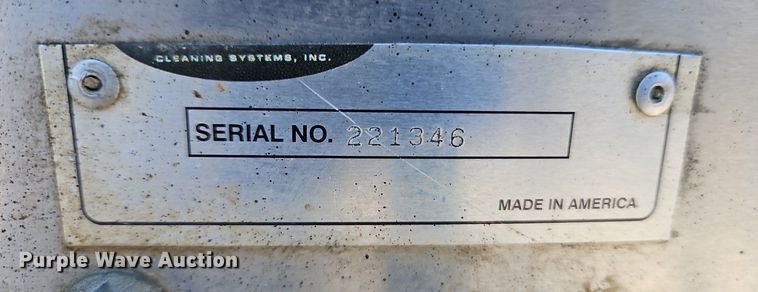 CLEANING SYSTEMS, INC.
SERIAL NO. 221346
MADE IN AMERICA
Purple Wave Auction